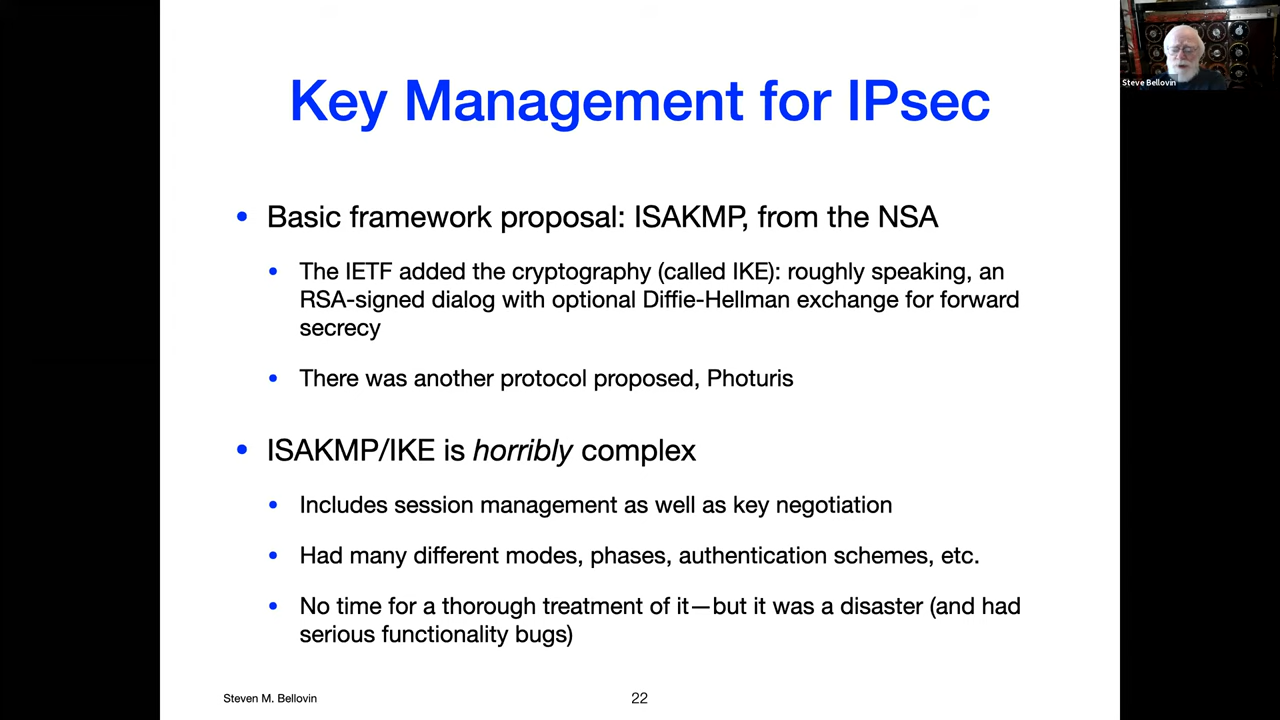 Key Management for IPsec
Steve Bellovin
• Basic framework proposal: ISAKMP, from the NSA
• The IETF added the cryptography (called IKE): roughly speaking, an
RSA-signed dialog with optional Diffie-Hellman exchange for forward
secrecy
• There was another protocol proposed, Photuris
• ISAKMP/IKE is horribly complex
• Includes session management as well as key negotiation
• Had many different modes, phases, authentication schemes, etc.
• No time for a thorough treatment of it—but it was a disaster (and had
serious functionality bugs)
Steven M. Bellovin
22